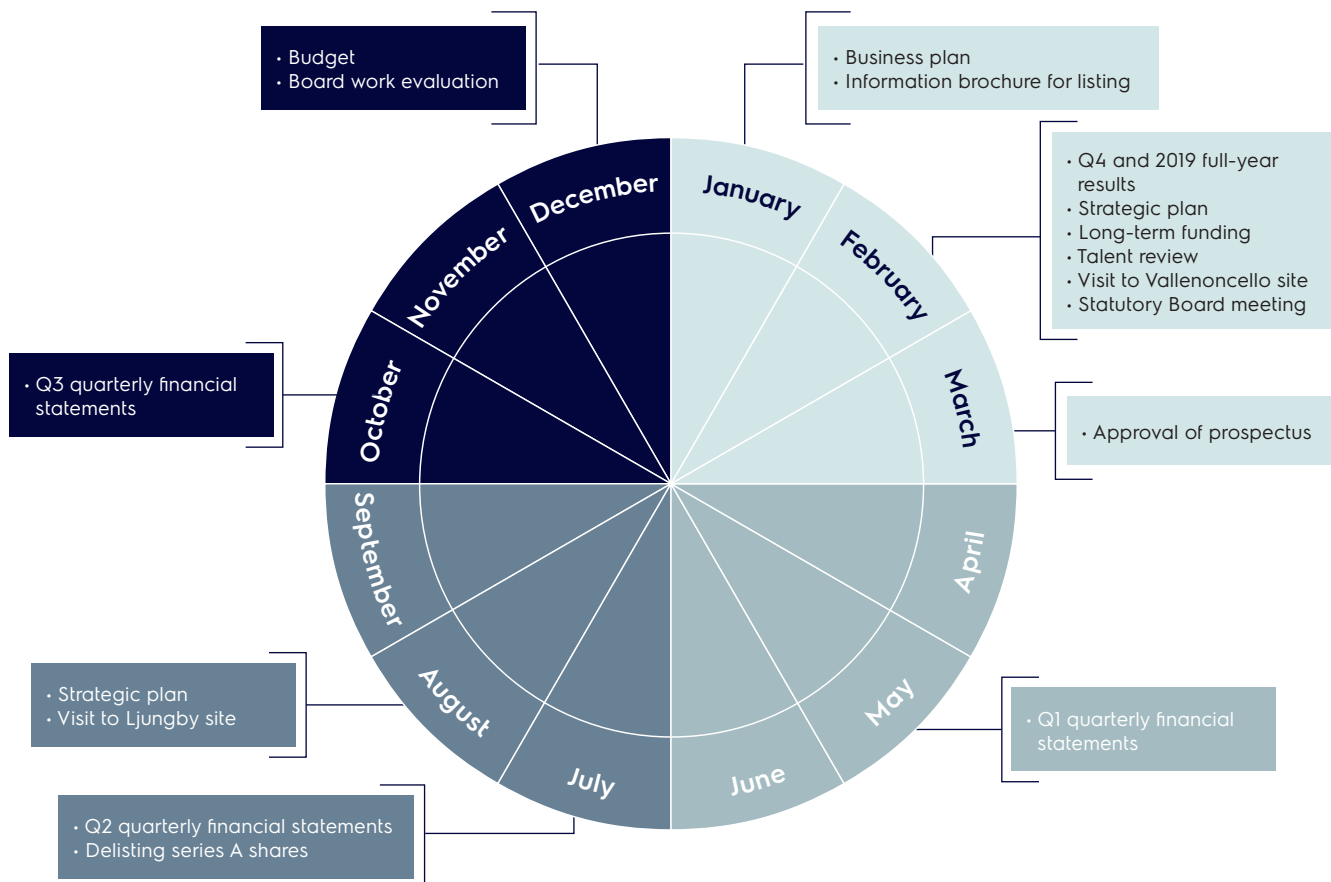 · Budget
· Board work evaluation
· Business plan
· Information brochure for listing
· Q4 and 2019 full-year
results
· Strategic plan
· Long-term funding
· Talent review
· Visit to Vallenoncello site
· Statutory Board meeting
· Approval of prospectus
· Q1 quarterly financial
statements
· Q2 quarterly financial statements
· Delisting series A shares
· Strategic plan
· Visit to Ljungby site
· Q3 quarterly financial
statements
January
February
March
April
May
June
July
August
September
October
November
December